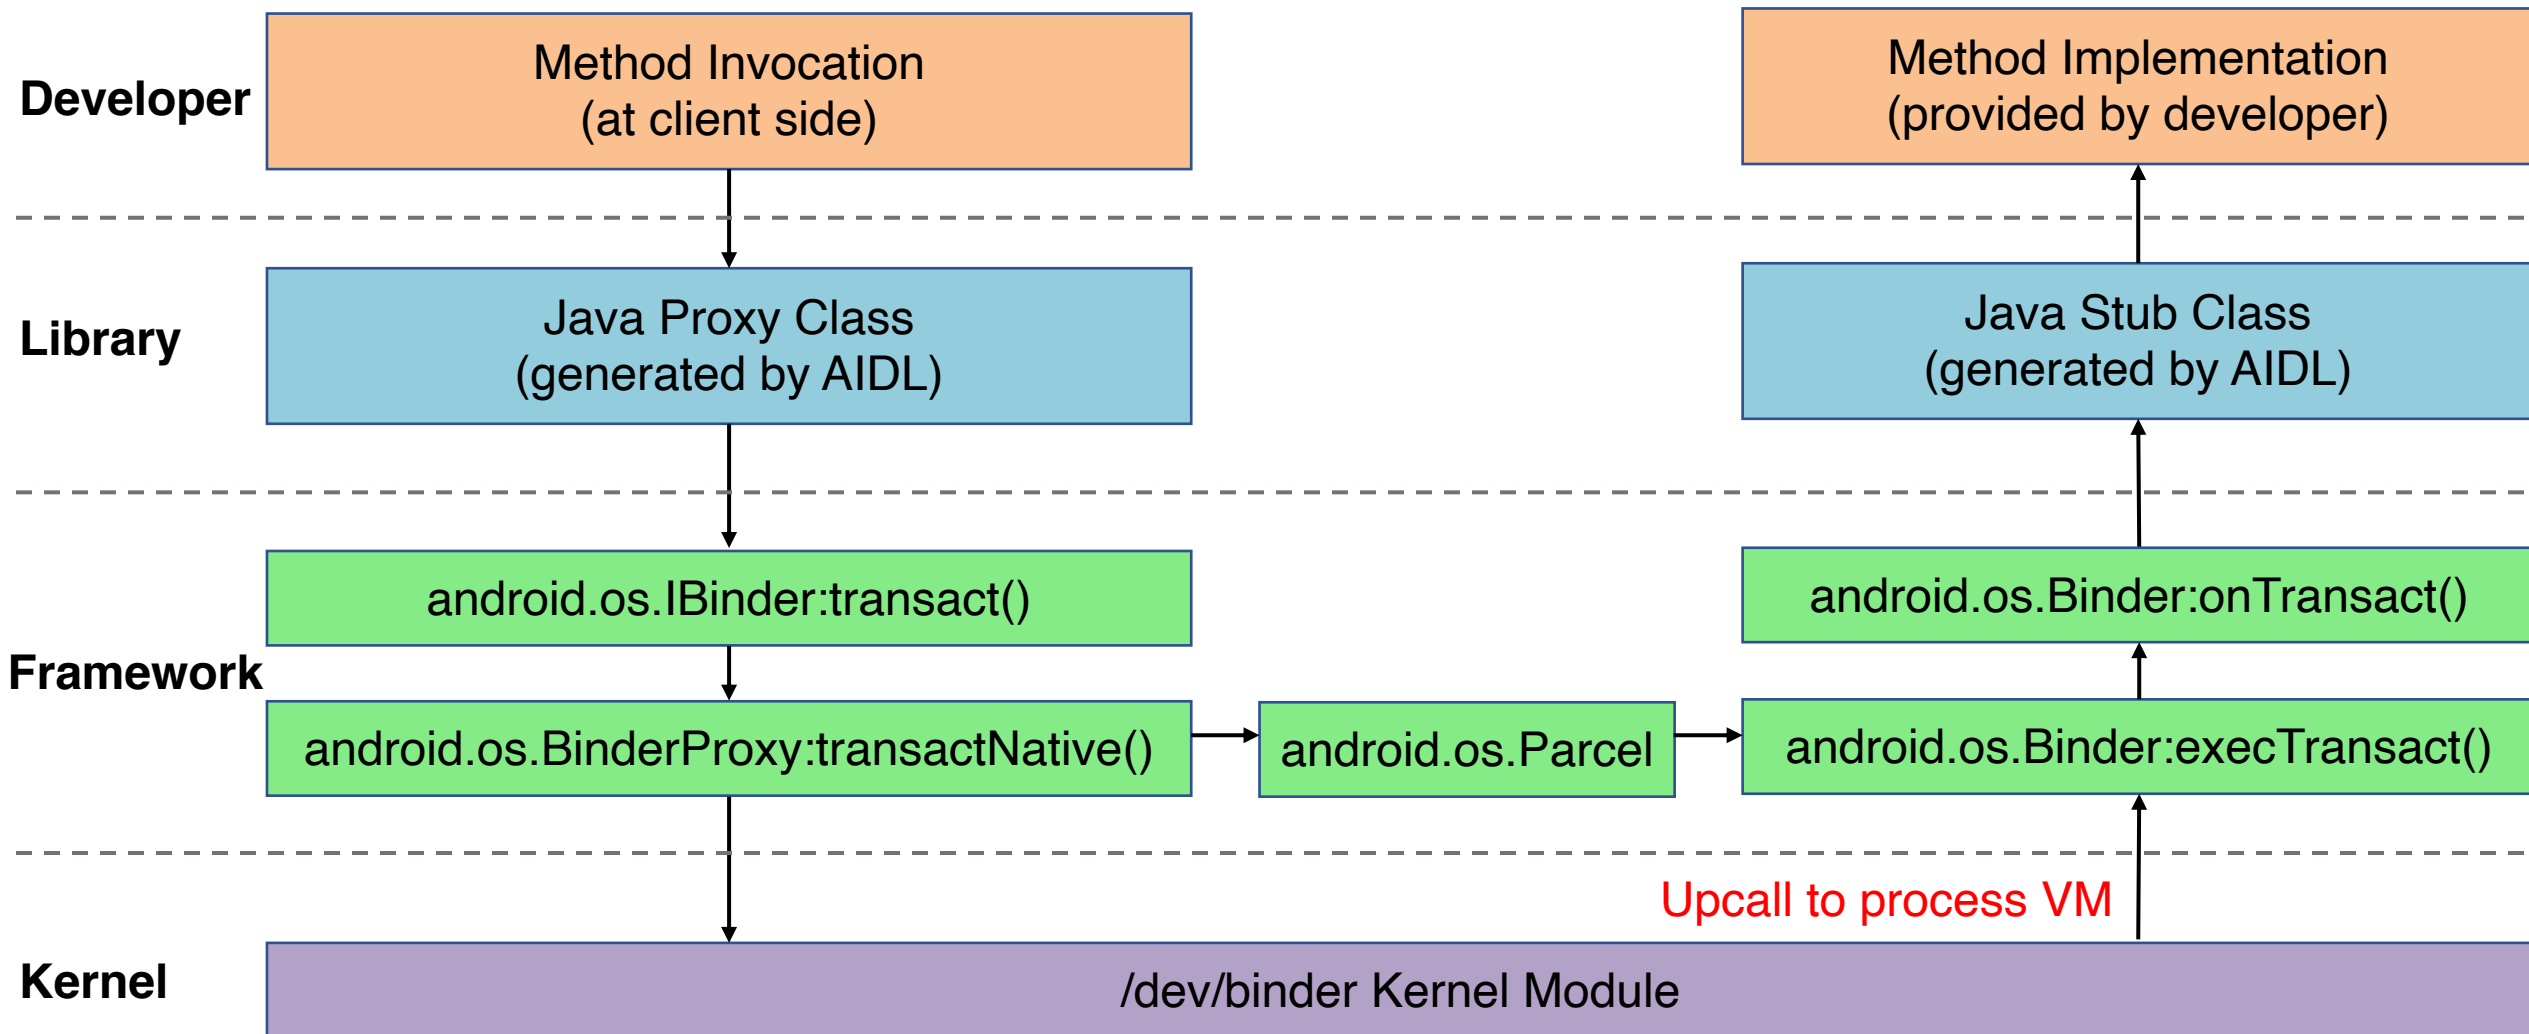 Developer
Method Invocation
(at client side)
Method Implementation
(provided by developer)
Library
Java Proxy Class
(generated by AIDL)
Java Stub Class
(generated by AIDL)
Framework
android.os.IBinder:transact()
android.os.Binder:onTransact()
android.os.BinderProxy:transactNative()
android.os.Parcel
android.os.Binder:execTransact()
Upcall to process VM
Kernel
/dev/binder Kernel Module